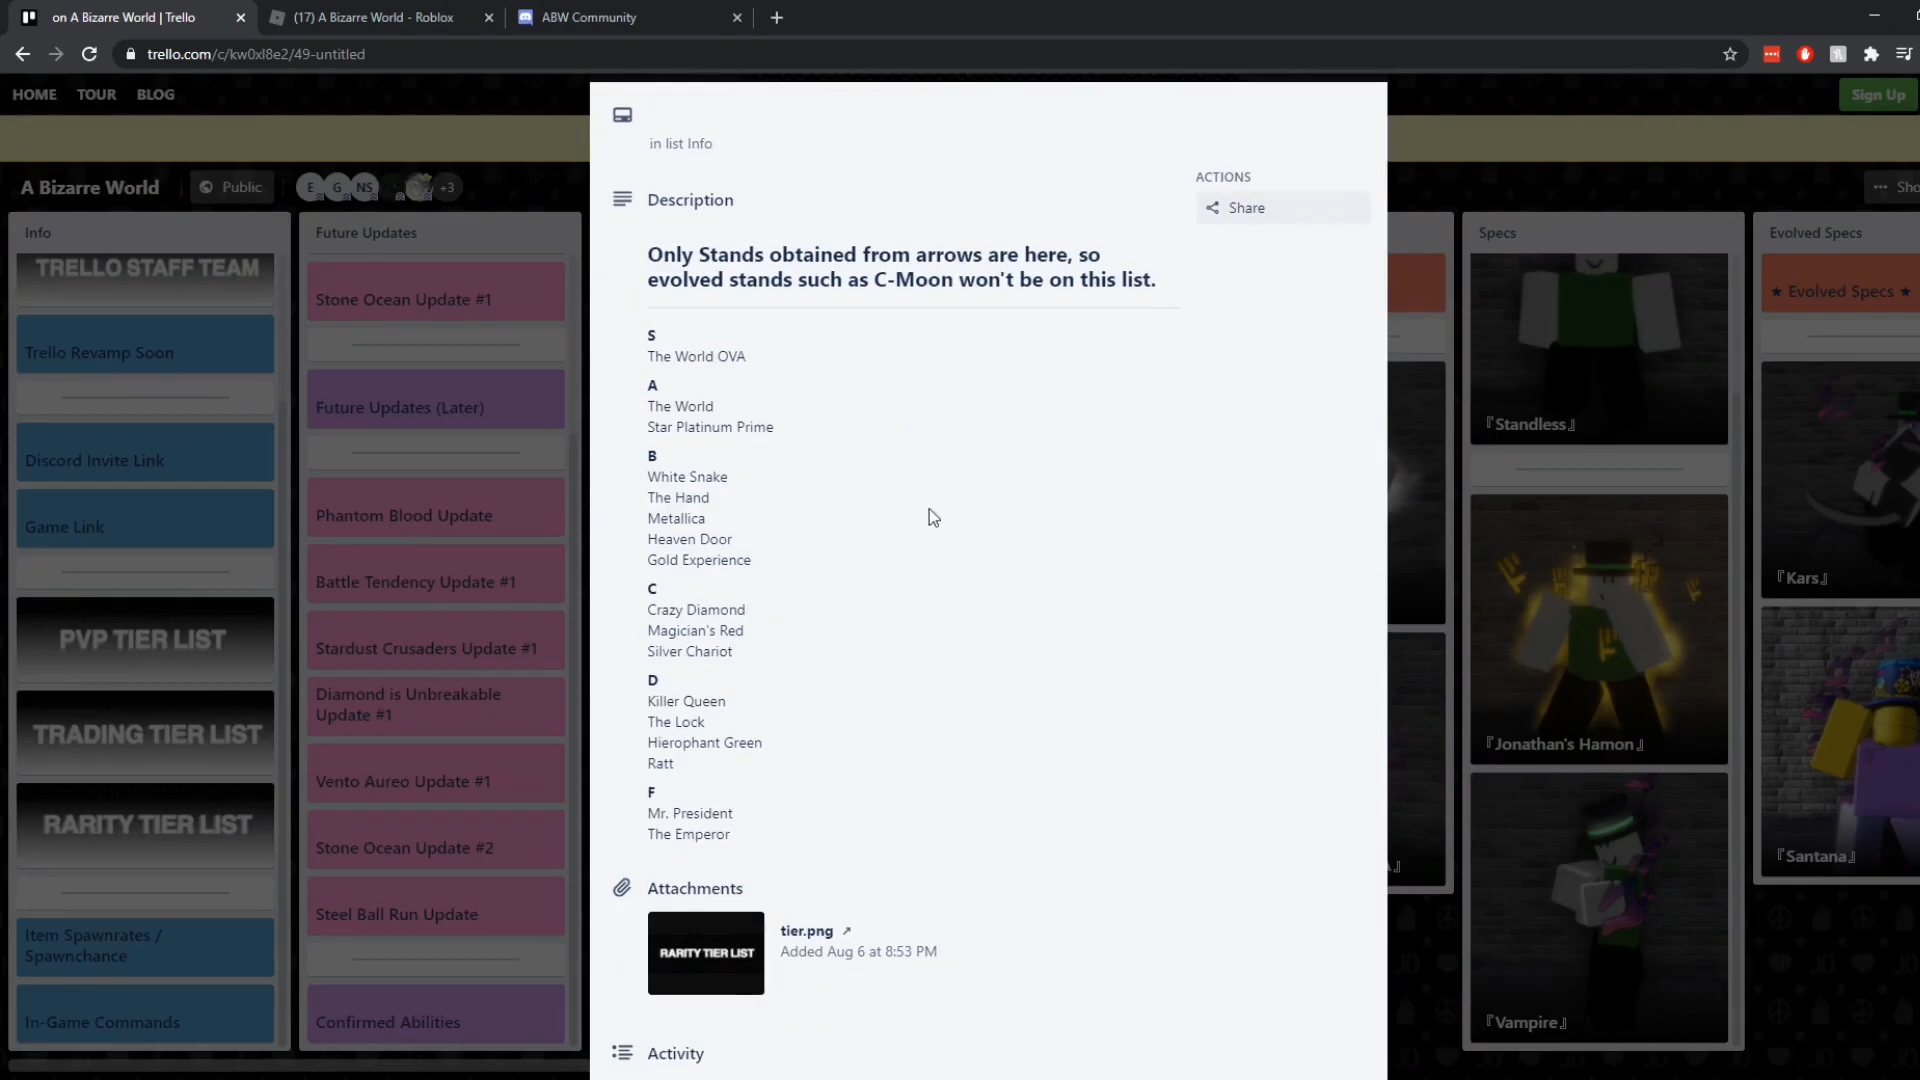 on A Bizarre World | Trello
(17) A Bizarre World - Roblox
ABW Community
trello.com/c/kw0xl8e2/49-untitled
HOME TOUR BLOG
Sign Up
A Bizarre World
Public
E G NS +3
Sho
Info
TRELLO STAFF TEAM
Trello Revamp Soon
Discord Invite Link
Game Link
PVP TIER LIST
TRADING TIER LIST
RARITY TIER LIST
Item Spawnrates /
Spawnchance
In-Game Commands
Future Updates
Stone Ocean Update #1
Future Updates (Later)
Phantom Blood Update
Battle Tendency Update #1
Stardust Crusaders Update #1
Diamond is Unbreakable
Update #1
Vento Aureo Update #1
Stone Ocean Update #2
Steel Ball Run Update
Confirmed Abilities
in list Info
Description
Only Stands obtained from arrows are here, so
evolved stands such as C-Moon won't be on this list.
S
The World OVA
A
The World
Star Platinum Prime
B
White Snake
The Hand
Metallica
Heaven Door
Gold Experience
C
Crazy Diamond
Magician's Red
Silver Chariot
D
Killer Queen
The Lock
Hierophant Green
Ratt
F
Mr. President
The Emperor
Attachments
RARITY TIER LIST
tier.png ↗
Added Aug 6 at 8:53 PM
Activity
ACTIONS
Share
Specs
『Standless』
『Jonathan's Hamon』
『Vampire』
Evolved Specs
★ Evolved Specs ★
『Kars』
『Santana』